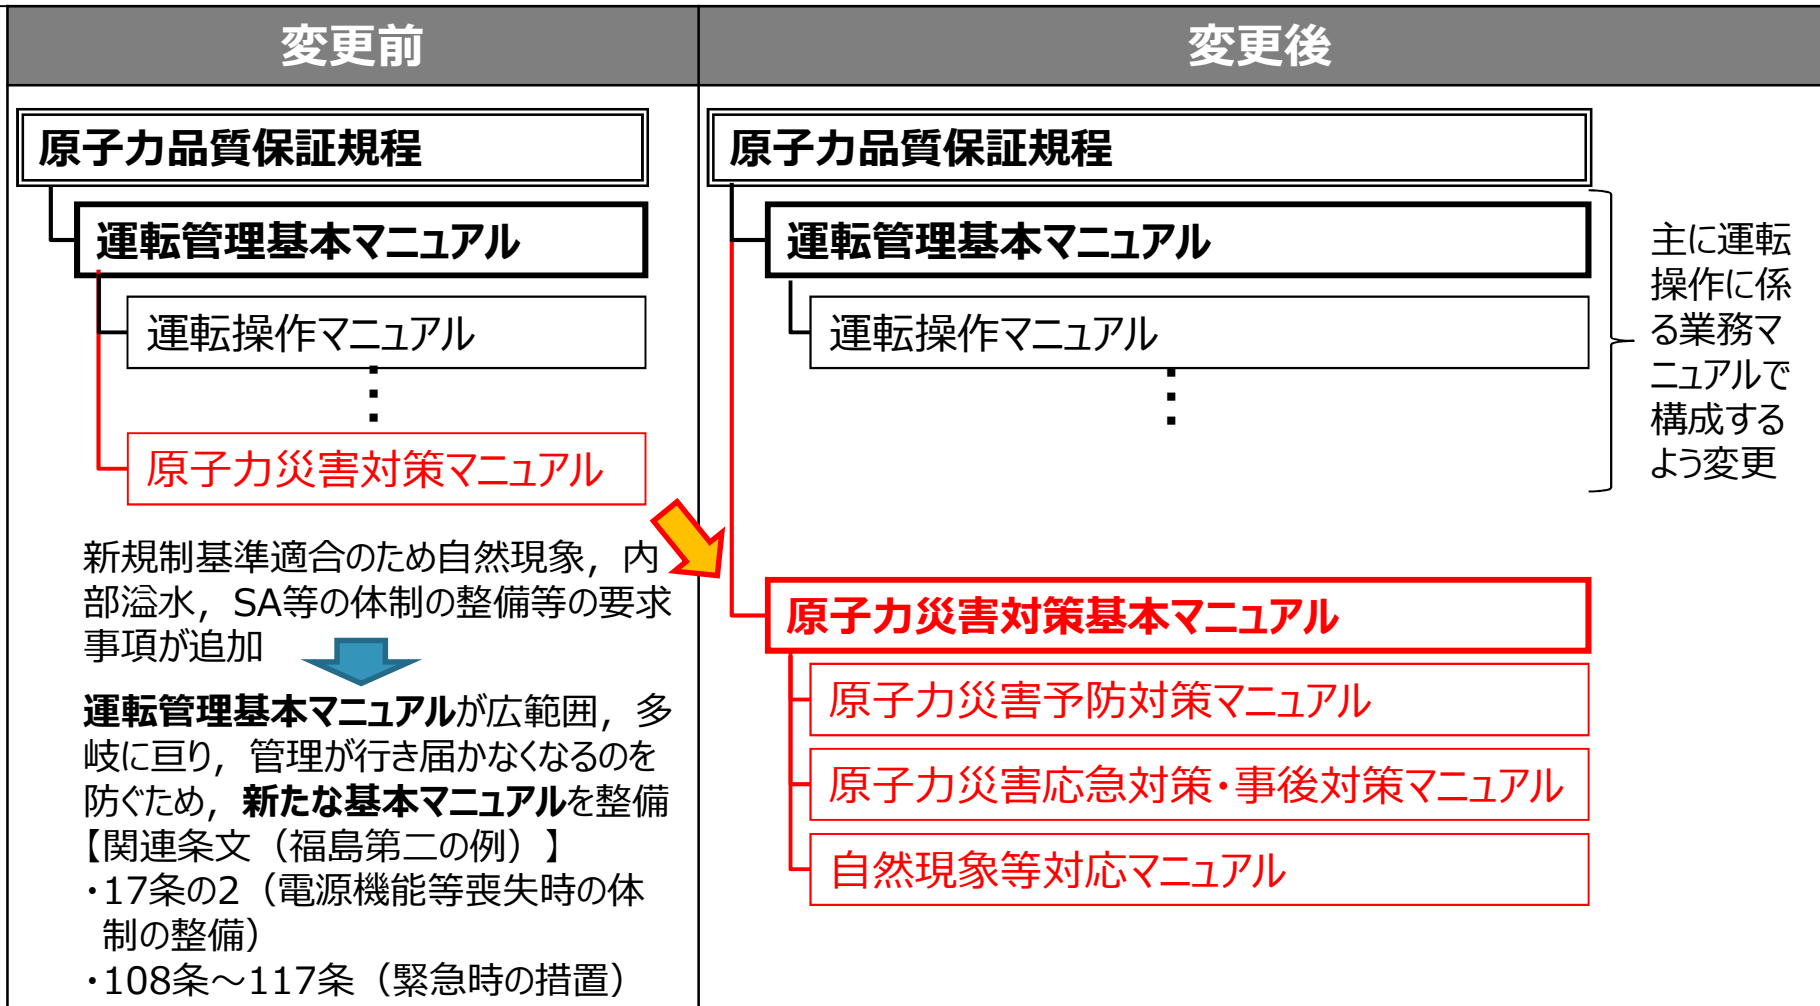 変更前
変更後
原子力品質保証規程
運転管理基本マニュアル
運転操作マニュアル
原子力災害対策マニュアル
新規制基準適合のため自然現象，内
部溢水，SA等の体制の整備等の要求
事項が追加
運転管理基本マニュアルが広範囲，多
岐に亘り，管理が行き届かなくなるのを
防ぐため，新たな基本マニュアルを整備
【関連条文（福島第二の例）】
・17条の2（電源機能等喪失時の体
制の整備）
・108条～117条（緊急時の措置）
原子力品質保証規程
運転管理基本マニュアル
運転操作マニュアル
主に運転
操作に係
る業務マ
ニュアルで
構成する
よう変更
原子力災害対策基本マニュアル
原子力災害予防対策マニュアル
原子力災害応急対策・事後対策マニュアル
自然現象等対応マニュアル